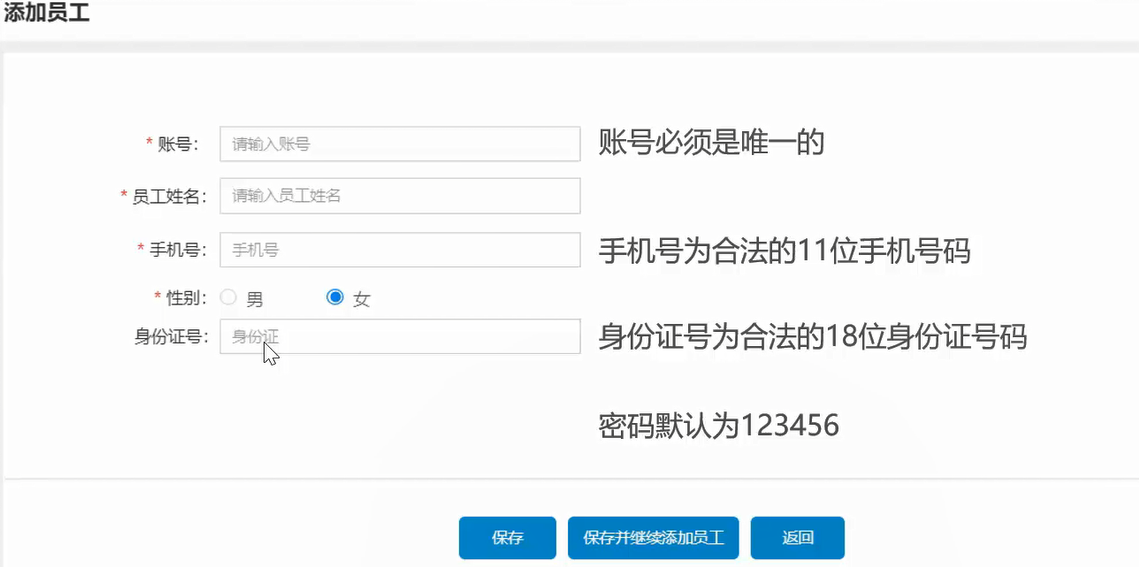 添加员工
* 账号： 请输入账号 账号必须是唯一的
* 员工姓名： 请输入员工姓名
* 手机号： 手机号 手机号为合法的11位手机号码
* 性别： 男 女
身份证号： 身份证 身份证号为合法的18位身份证号码
密码默认为123456
保存 保存并继续添加员工 返回